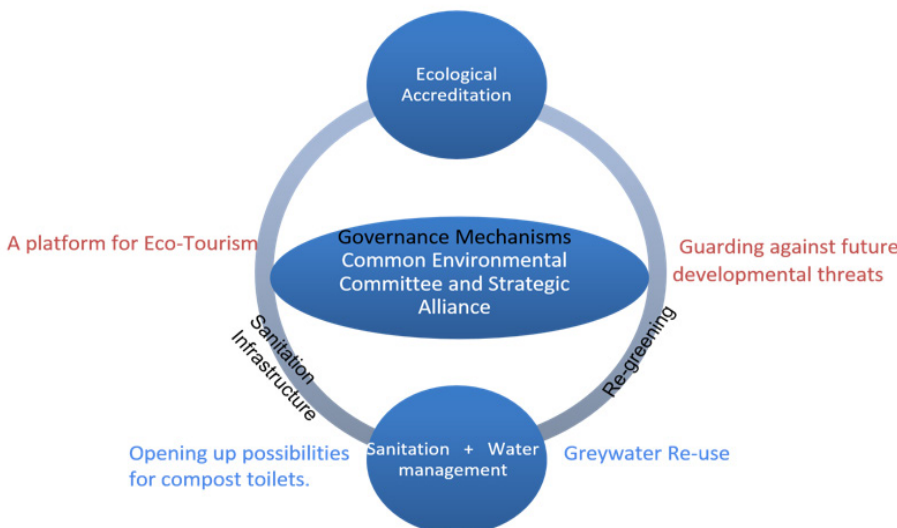 Ecological
Accreditation
A platform for Eco-Tourism
Governance Mechanisms
Common Environmental
Committee and Strategic
Alliance
Guarding against future
developmental threats
Sanitation
Infrastructure
Re-greening
Opening up possibilities
for compost toilets.
Sanitation + Water
management
Greywater Re-use